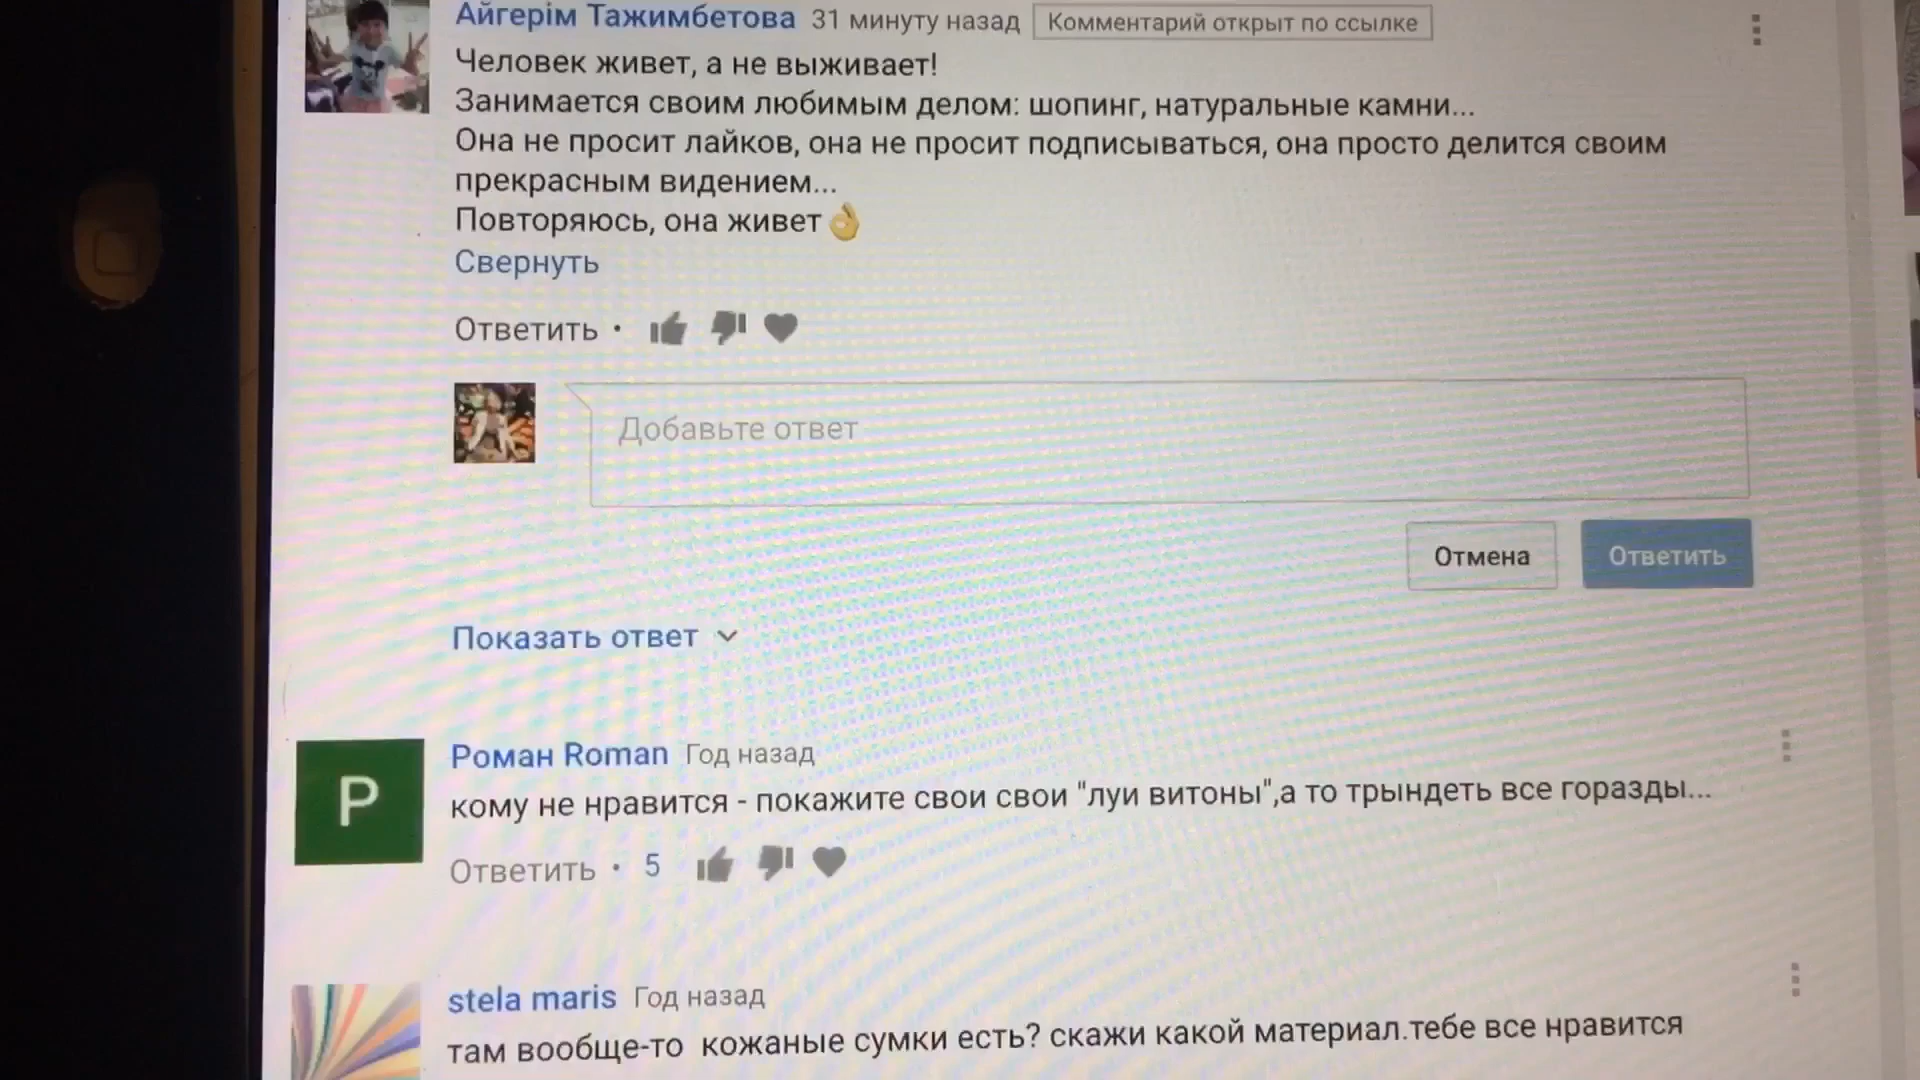 Айгерім Тажимбетова 31 минуту назад Комментарий открыт по ссылке
Человек живет, а не выживает!
Занимается своим любимым делом: шопинг, натуральные камни...
Она не просит лайков, она не просит подписываться, она просто делится своим
прекрасным видением...
Повторяюсь, она живет👌
Свернуть
Ответить •
Добавьте ответ
Отмена Ответить
Показать ответ
Р
Роман Roman Год назад
кому не нравится - покажите свои свои "луи витоны",а то трындеть все горазды...
Ответить • 5
stela maris Год назад
там вообще-то кожаные сумки есть? скажи какой материал.тебе все нравится